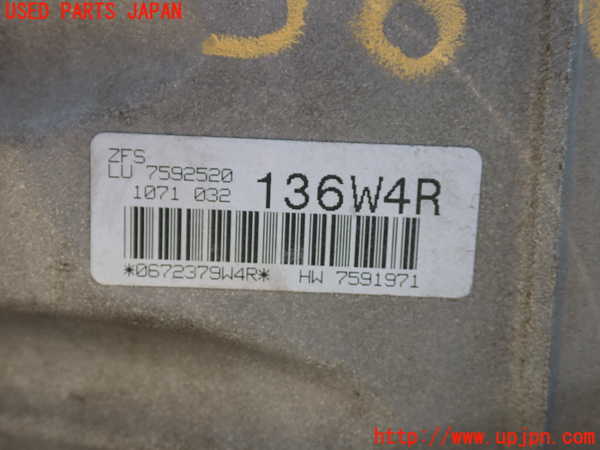 USED PARTS JAPAN
ZFS
LU 7592520
1071 032
136W4R
*0672379W4R* HW 7591971
http://www.upjpn.com/